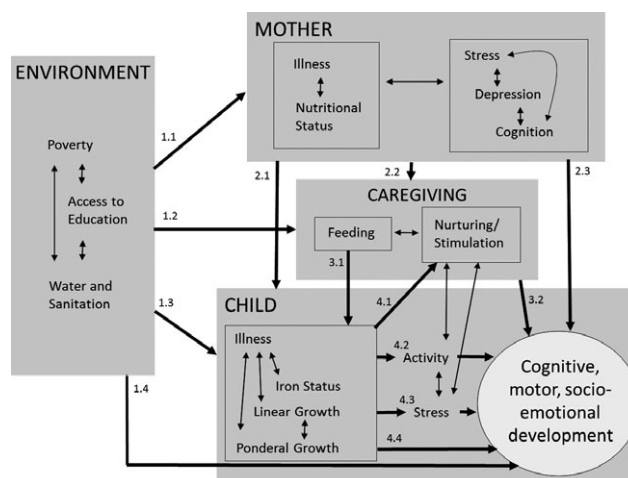 MOTHER
ENVIRONMENT
Illness
Nutritional
Status
Stress
Depression
Cognition
Poverty
Access to
Education
Water and
Sanitation
1.1
1.2
1.3
1.4
2.1
2.2
2.3
CAREGIVING
Feeding
Nurturing/
Stimulation
3.1
3.2
CHILD
4.1
Illness
Iron Status
Linear Growth
Ponderal Growth
4.2
Activity
4.3
Stress
4.4
Cognitive,
motor, socio-
emotional
development